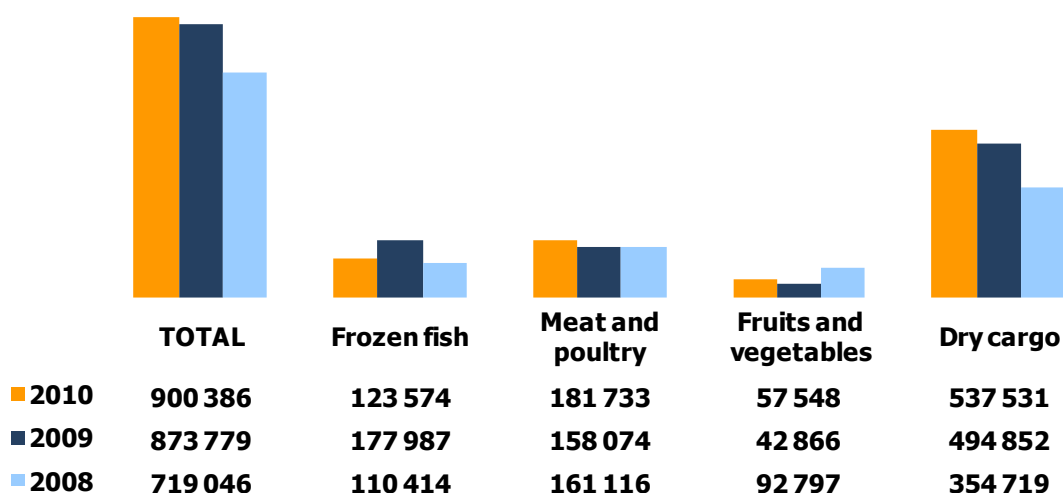 TOTAL
Frozen fish
Meat and
poultry
Fruits and
vegetables
Dry cargo
2010 900 386 123 574 181 733 57 548 537 531
2009 873 779 177 987 158 074 42 866 494 852
2008 719 046 110 414 161 116 92 797 354 719